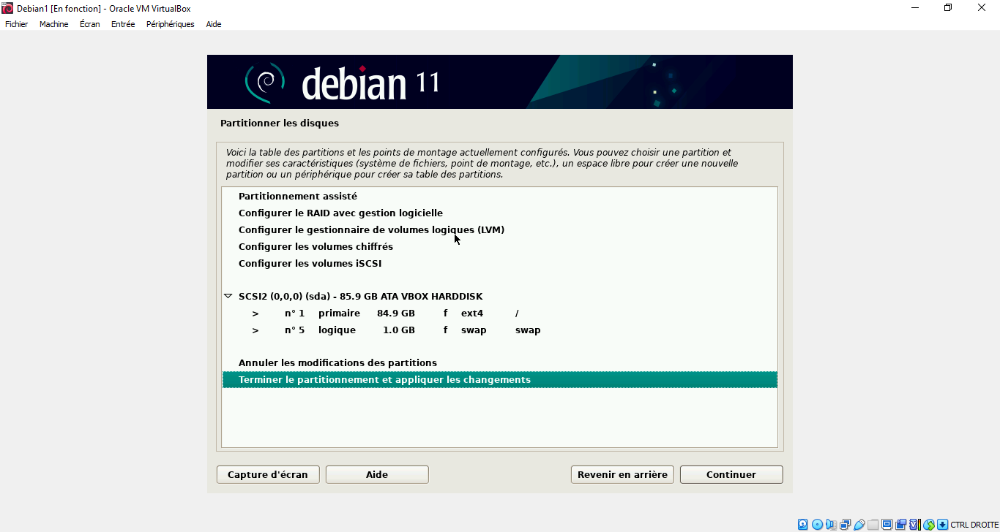 Debian1 [En fonction] - Oracle VM VirtualBox
Fichier Machine Écran Entrée Périphériques Aide
debian 11
Partitionner les disques
Voici la table des partitions et les points de montage actuellement configurés. Vous pouvez choisir une partition et
modifier ses caractéristiques (système de fichiers, point de montage, etc.), un espace libre pour créer une nouvelle
partition ou un périphérique pour créer sa table des partitions.
Partitionnement assisté
Configurer le RAID avec gestion logicielle
Configurer le gestionnaire de volumes logiques (LVM)
Configurer les volumes chiffrés
Configurer les volumes iSCSI
SCSI2 (0,0,0) (sda) - 85.9 GB ATA VBOX HARDDISK
> n° 1 primaire 84.9 GB f ext4 /
> n° 5 logique 1.0 GB f swap swap
Annuler les modifications des partitions
Terminer le partitionnement et appliquer les changements
Capture d'écran Aide Revenir en arrière Continuer
CTRL DROITE